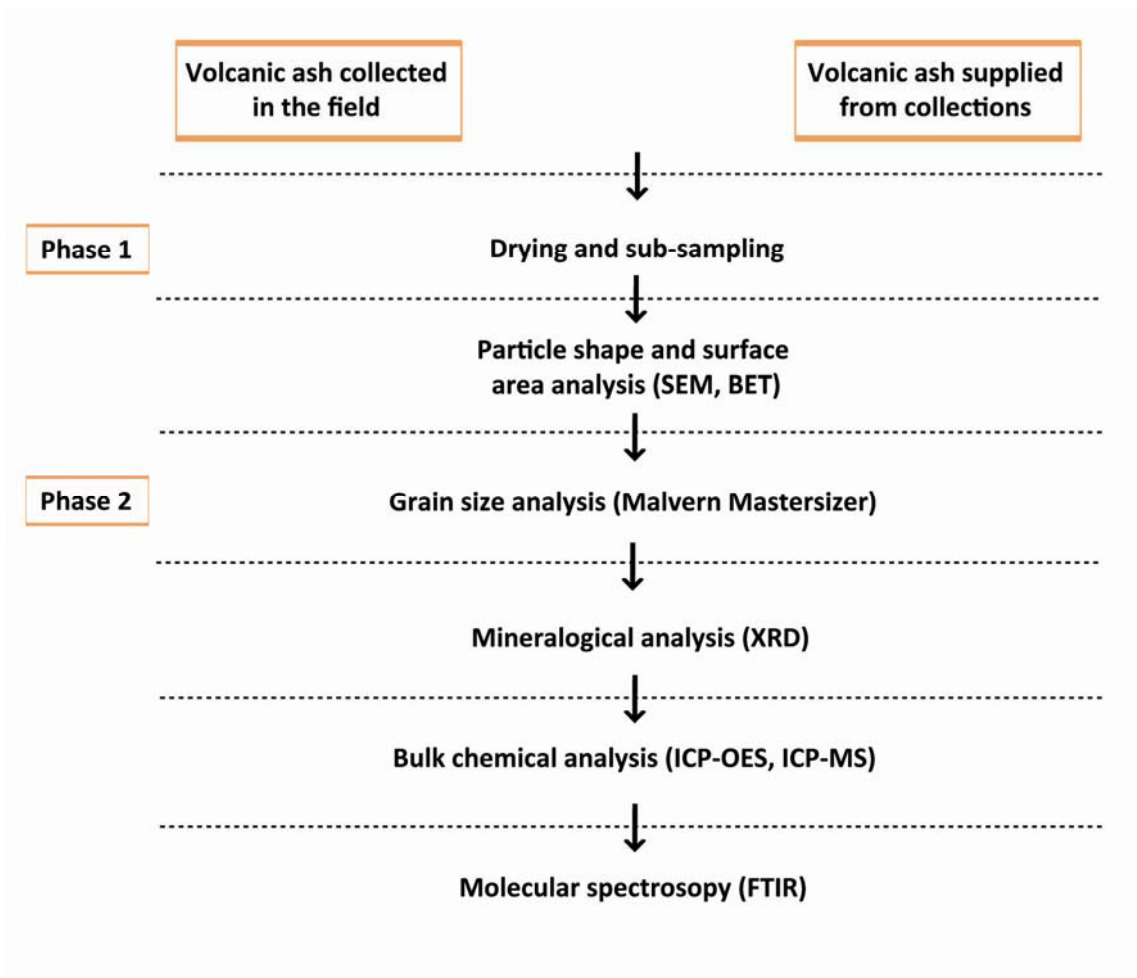 Volcanic ash collected
in the field
Volcanic ash supplied
from collections
Phase 1
Drying and sub-sampling
Particle shape and surface
area analysis (SEM, BET)
Phase 2
Grain size analysis (Malvern Mastersizer)
Mineralogical analysis (XRD)
Bulk chemical analysis (ICP-OES, ICP-MS)
Molecular spectrosopy (FTIR)